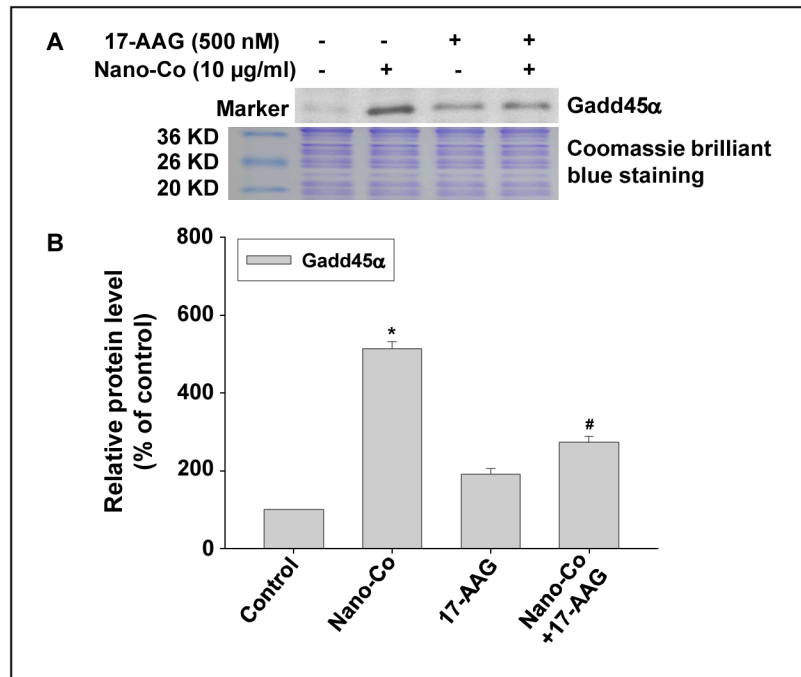 A
17-AAG (500 nM) - - + +
Nano-Co (10 µg/ml) - + - +
Marker
Gadd45α
36 KD
26 KD
20 KD
Coomassie brilliant
blue staining
B
Relative protein level
(% of control)
800
600
400
200
0
Gadd45α
*
#
Control
Nano-Co
17-AAG
Nano-Co
+17-AAG